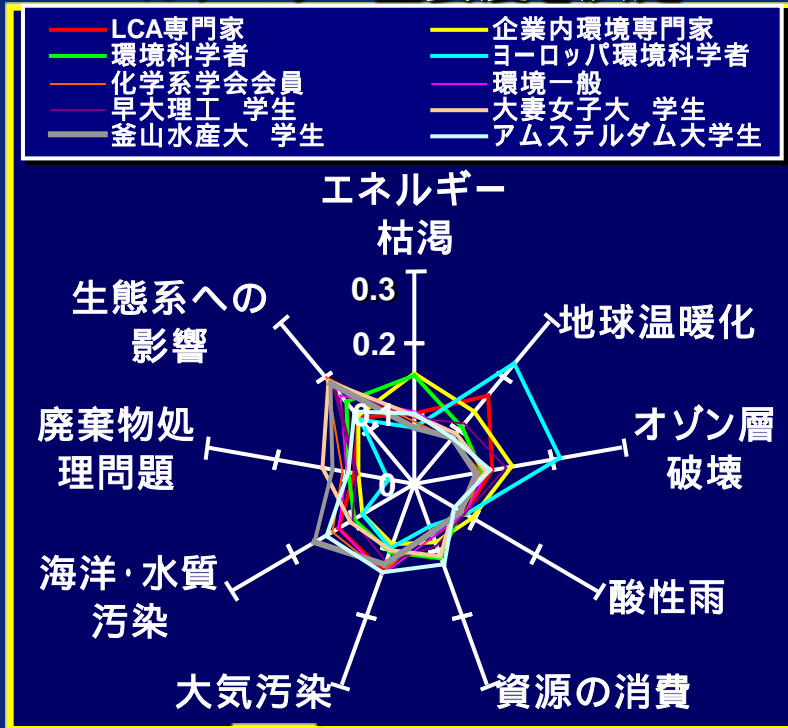 LCA専門家
企業内環境専門家
環境科学者
ヨーロッパ環境科学者
化学系学会会員
環境一般
早大理工 学生
大妻女子大 学生
釜山水産大 学生
アムステルダム大学生
エネルギー
枯渇
0.3
0.2
0.1
0
地球温暖化
オゾン層
破壊
酸性雨
資源の消費
大気汚染
海洋・水質
汚染
廃棄物処
理問題
生態系への
影響